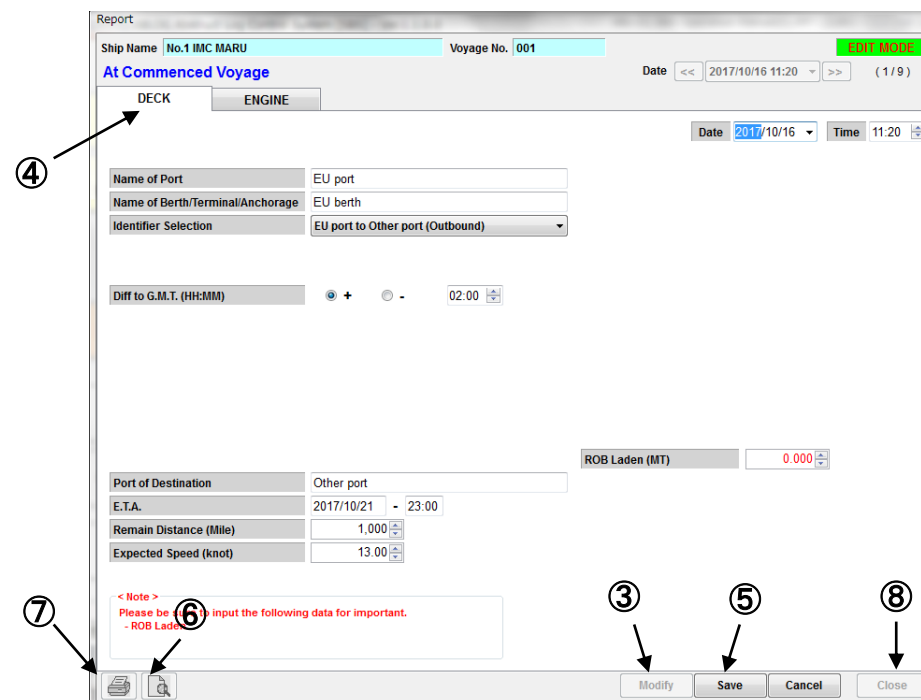 Report
Ship Name No.1 IMC MARU Voyage No. 001 EDIT MODE
At Commenced Voyage Date << 2017/10/16 11:20 >> ( 1 / 9 )
DECK ENGINE
Date 2017/10/16 Time 11:20
④
Name of Port EU port
Name of Berth/Terminal/Anchorage EU berth
Identifier Selection EU port to Other port (Outbound)
Diff to G.M.T. (HH:MM) + - 02:00
ROB Laden (MT) 0.000
Port of Destination Other port
E.T.A. 2017/10/21 - 23:00
Remain Distance (Mile) 1,000
Expected Speed (knot) 13.00
< Note >
Please be to input the following data for important.
- ROB Laden
⑦ ⑥ ③ ⑤ ⑧
Modify Save Cancel Close